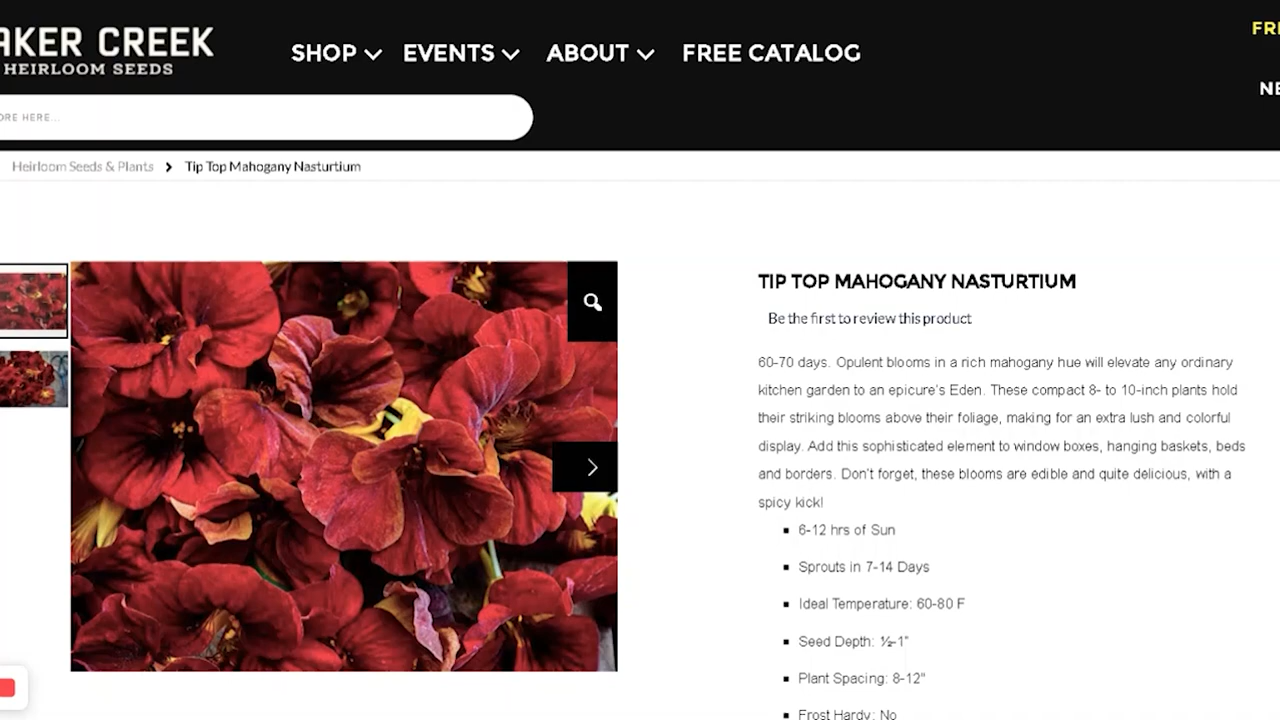 AKER CREEK
HEIRLOOM SEEDS
SHOP
EVENTS
ABOUT
FREE CATALOG
ORE HERE...
Heirloom Seeds & Plants
Tip Top Mahogany Nasturtium
TIP TOP MAHOGANY NASTURTIUM
Be the first to review this product
60-70 days. Opulent blooms in a rich mahogany hue will elevate any ordinary
kitchen garden to an epicure's Eden. These compact 8- to 10-inch plants hold
their striking blooms above their foliage, making for an extra lush and colorful
display. Add this sophisticated element to window boxes, hanging baskets, beds
and borders. Don't forget, these blooms are edible and quite delicious, with a
spicy kick!
6-12 hrs of Sun
Sprouts in 7-14 Days
Ideal Temperature: 60-80 F
Seed Depth: ½-1"
Plant Spacing: 8-12"
Frost Hardy: No